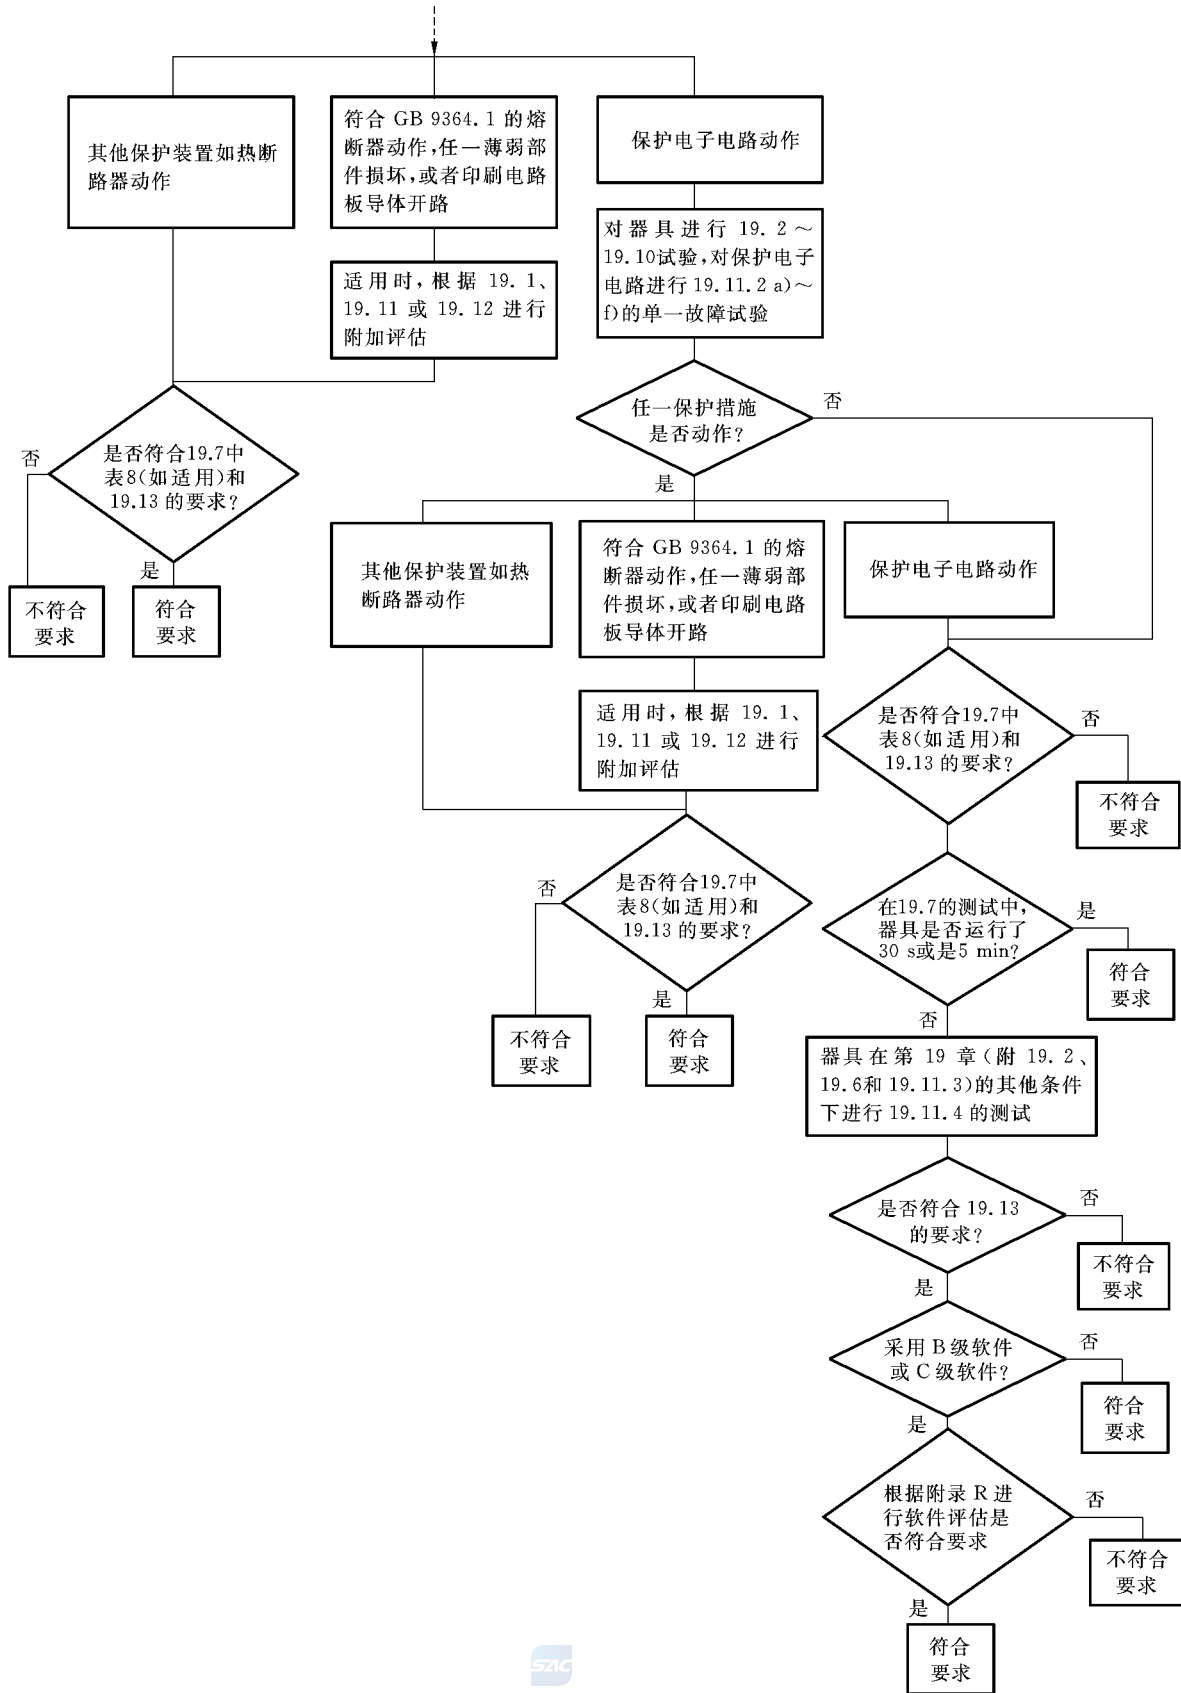 其他保护装置如热断
路器动作
符合 GB 9364.1 的熔
断器动作,任一薄弱部
件损坏,或者印刷电路
板导体开路
保护电子电路动作
适用时,根据 19.1、
19.11 或 19.12 进行
附加评估
对器具进行 19.2~
19.10试验,对保护电子
电路进行 19.11.2 a)~
f)的单一故障试验
任一保护措施
是否动作?
否
是
是否符合19.7中
表8(如适用)和
19.13 的要求?
否
是
不符合
要求
符合
要求
其他保护装置如热
断路器动作
符合 GB 9364.1 的熔
断器动作,任一薄弱部
件损坏,或者印刷电路
板导体开路
保护电子电路动作
适用时,根据 19.1、
19.11 或 19.12 进行
附加评估
是否符合19.7中
表8(如适用)和
19.13 的要求?
否
是
不符合
要求
符合
要求
是否符合19.7中
表8(如适用)和
19.13 的要求?
否
不符合
要求
在19.7的测试中,
器具是否运行了
30 s或是5 min?
是
符合
要求
否
器具在第 19 章(附 19.2、
19.6和 19.11.3)的其他条件
下进行 19.11.4 的测试
是否符合 19.13
的要求?
否
不符合
要求
是
采用 B 级软件
或 C 级软件?
否
符合
要求
是
根据附录 R 进
行软件评估是
否符合要求
否
不符合
要求
是
符合
要求
SAC